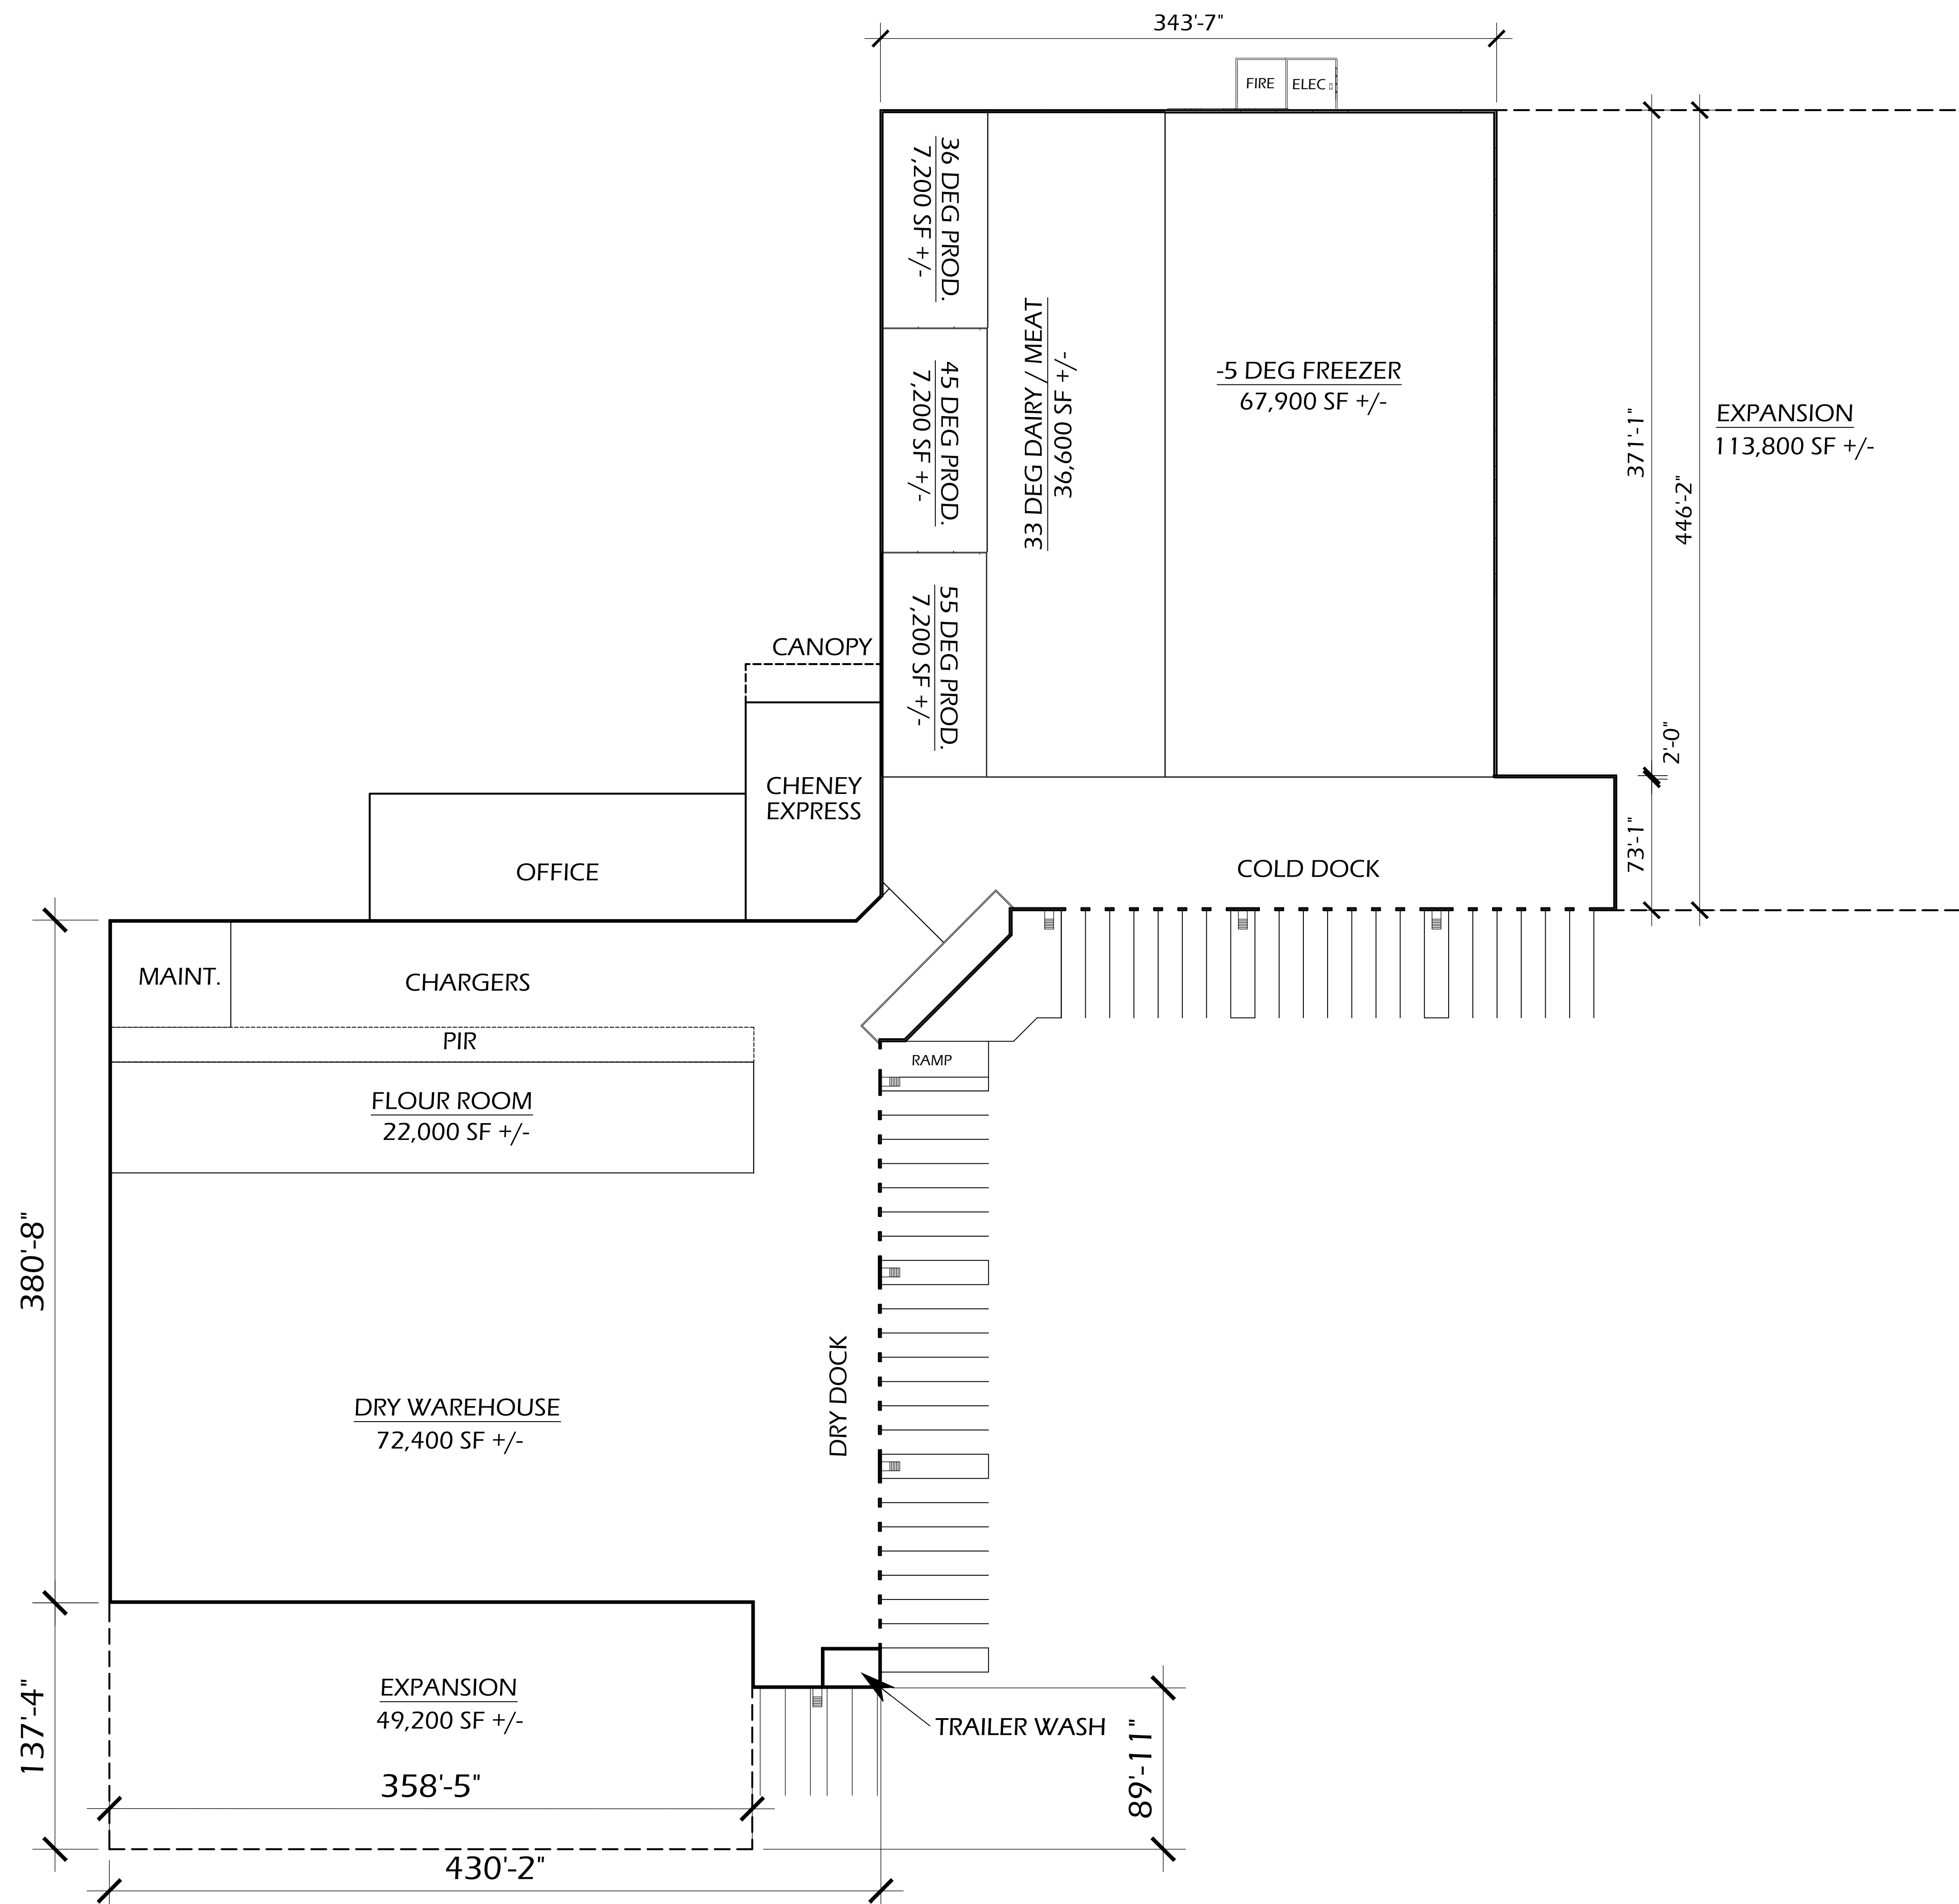 343'-7"
FIRE
ELEC
36 DEG PROD.
7,200 SF +/-
45 DEG PROD.
7,200 SF +/-
55 DEG PROD.
7,200 SF +/-
33 DEG DAIRY / MEAT
36,600 SF +/-
-5 DEG FREEZER
67,900 SF +/-
371'-1"
446'-2"
EXPANSION
113,800 SF +/-
2'-0"
73'-1"
CANOPY
CHENEY
EXPRESS
OFFICE
COLD DOCK
MAINT.
CHARGERS
PIR
RAMP
FLOUR ROOM
22,000 SF +/-
380'-8"
DRY DOCK
DRY WAREHOUSE
72,400 SF +/-
EXPANSION
49,200 SF +/-
137'-4"
TRAILER WASH
89'-11"
358'-5"
430'-2"